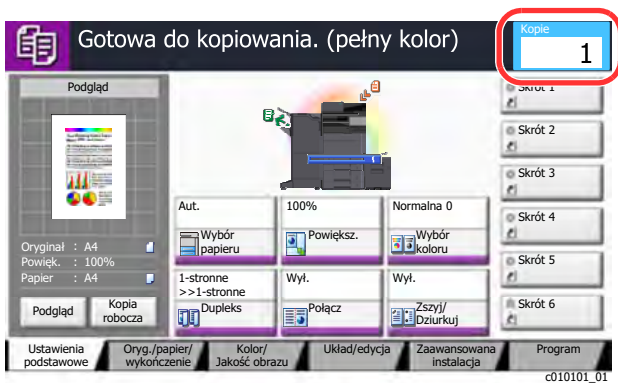 Gotowa do kopiowania. (pełny kolor)
Kopie
1
Podgląd
Oryginał : A4
Powięk. : 100%
Papier : A4
Podgląd
Kopia
robocza
Aut.
Wybór
papieru
100%
Powiększ.
Normalna 0
Wybór
koloru
1-stronne
>>1-stronne
Dupleks
Wył.
Połącz
Wył.
Zszyj/
Dziurkuj
Skrót 1
Skrót 2
Skrót 3
Skrót 4
Skrót 5
Skrót 6
Ustawienia
podstawowe
Oryg./papier/
wykończenie
Kolor/
Jakość obrazu
Układ/edycja
Zaawansowana
instalacja
Program
c010101_01